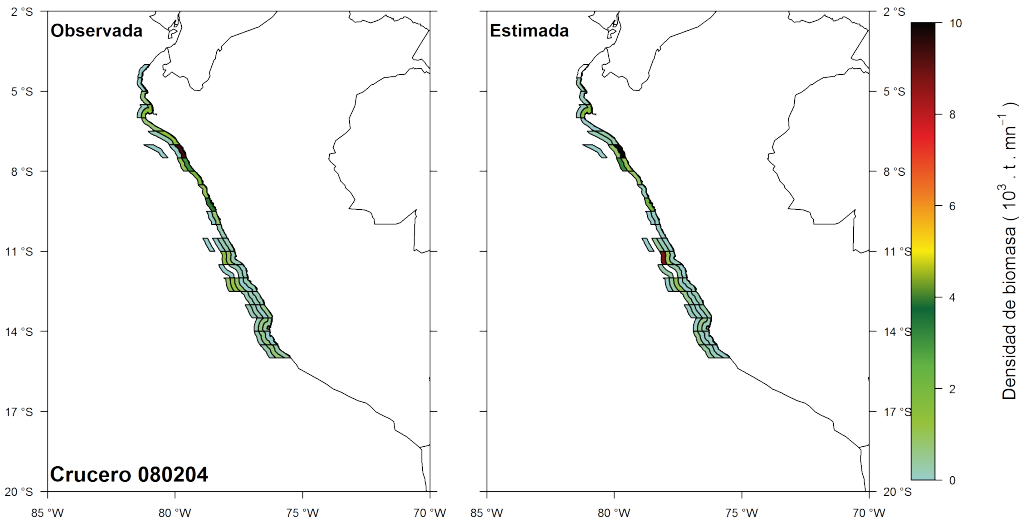 Observada
Estimada
Crucero 080204
2 °S
5 °S
8 °S
11 °S
14 °S
17 °S
20 °S
85 °W
80 °W
75 °W
70 °W
2 °S
5 °S
8 °S
11 °S
14 °S
17 °S
20 °S
85 °W
80 °W
75 °W
70 °W
10
8
6
4
2
0
Densidad de biomasa ( 10³ . t . mn⁻¹ )